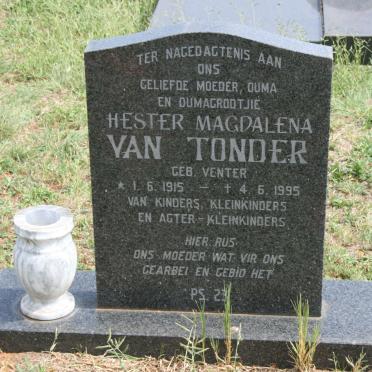 TER NAGEDAGTENIS AAN
ONS
GELIEFDE MOEDER, OUMA
EN OUMAGROOTJIE
HESTER MAGDALENA
VAN TONDER
GEB. VENTER
* 1.6.1915 – + 4.6.1995
VAN KINDERS, KLEINKINDERS
EN AGTER-KLEINKINDERS
HIER RUS
ONS MOEDER WAT VIR ONS
GEARBEI EN GEBID HET
PS. 23